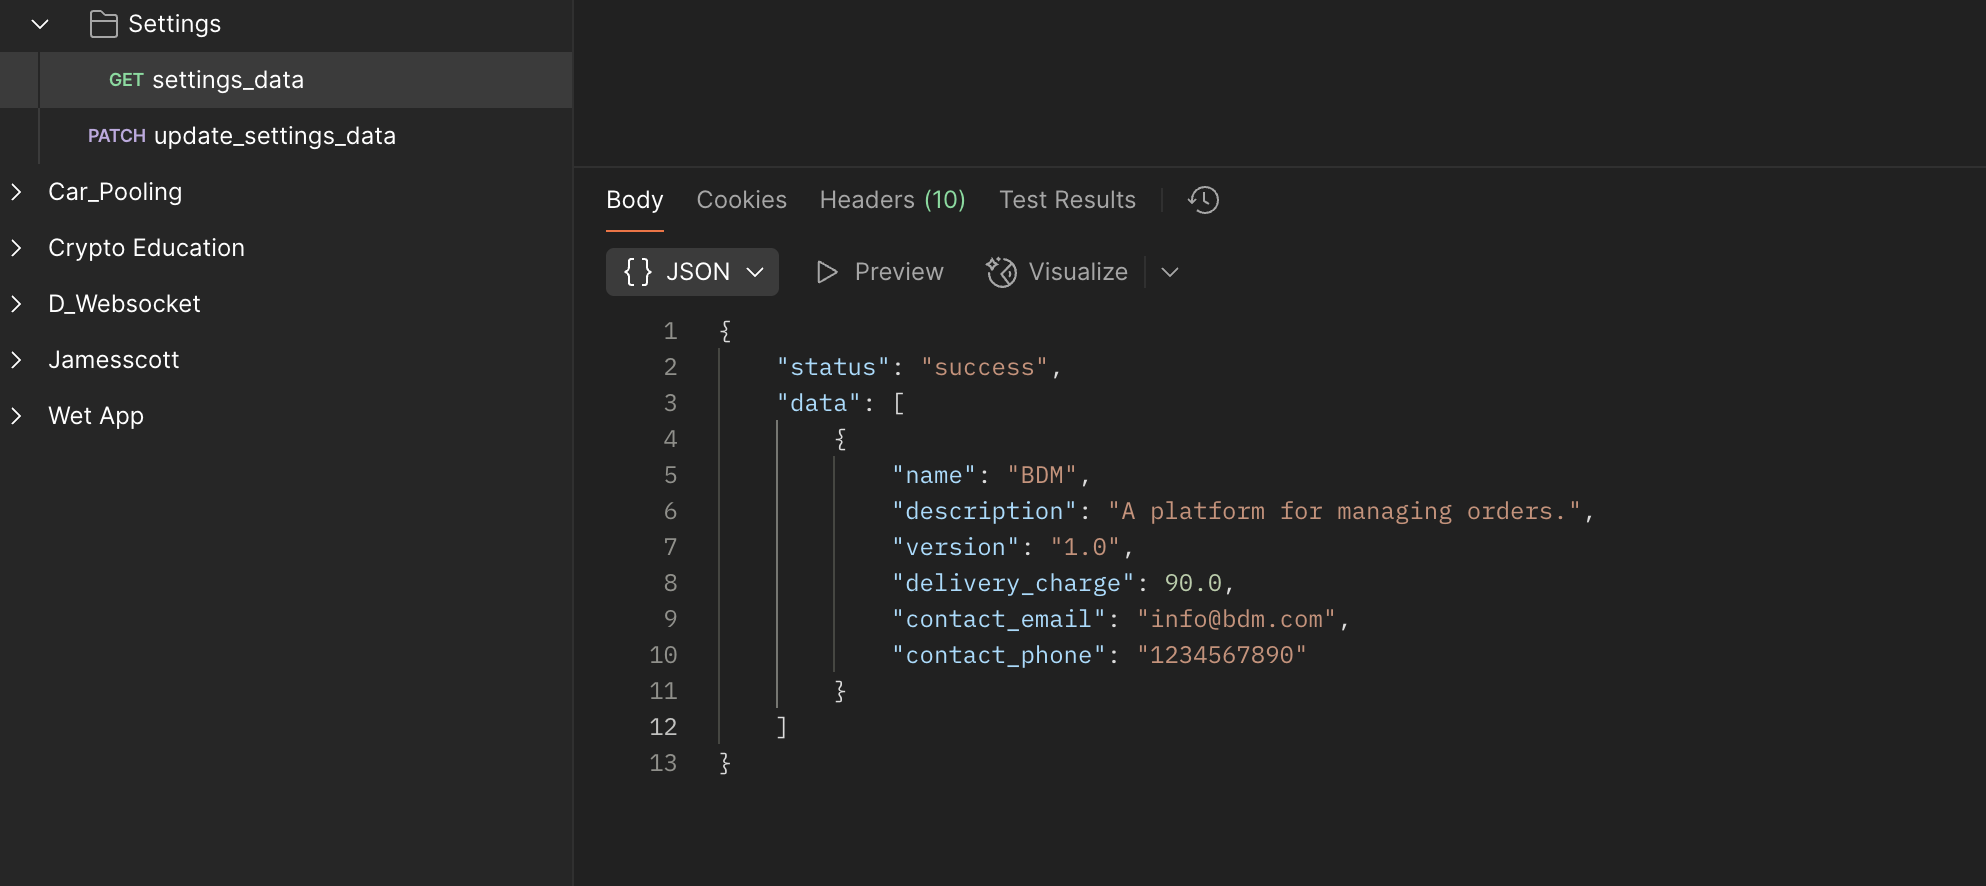 Settings
GET settings_data
PATCH update_settings_data
Car_Pooling
Crypto Education
D_Websocket
Jamesscott
Wet App
Body Cookies Headers (10) Test Results
{} JSON Preview Visualize
1 {
2 "status": "success",
3 "data": [
4 {
5 "name": "BDM",
6 "description": "A platform for managing orders.",
7 "version": "1.0",
8 "delivery_charge": 90.0,
9 "contact_email": "info@bdm.com",
10 "contact_phone": "1234567890"
11 }
12 ]
13 }